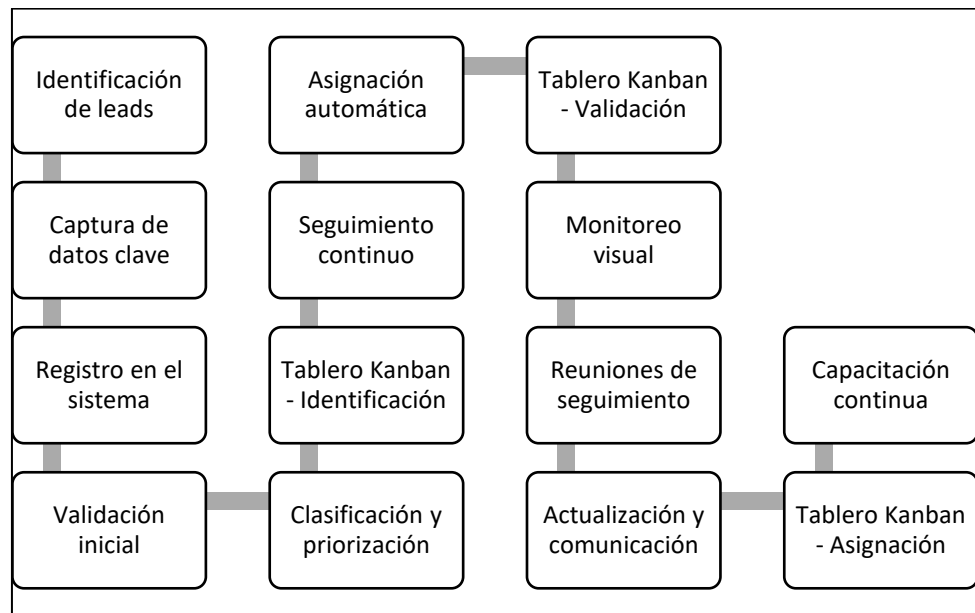 Identificación
de leads
Captura de
datos clave
Registro en el
sistema
Validación
inicial
Clasificación y
priorización
Tablero Kanban
- Identificación
Seguimiento
continuo
Asignación
automática
Tablero Kanban
- Validación
Monitoreo
visual
Reuniones de
seguimiento
Actualización y
comunicación
Tablero Kanban
- Asignación
Capacitación
continua